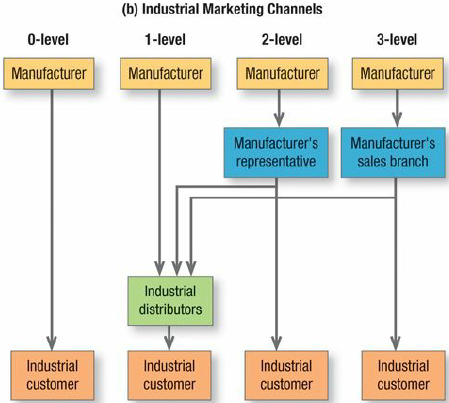 (b) Industrial Marketing Channels
0-level
1-level
2-level
3-level
Manufacturer
Manufacturer
Manufacturer
Manufacturer
Manufacturer's
representative
Manufacturer's
sales branch
Industrial
distributors
Industrial
customer
Industrial
customer
Industrial
customer
Industrial
customer